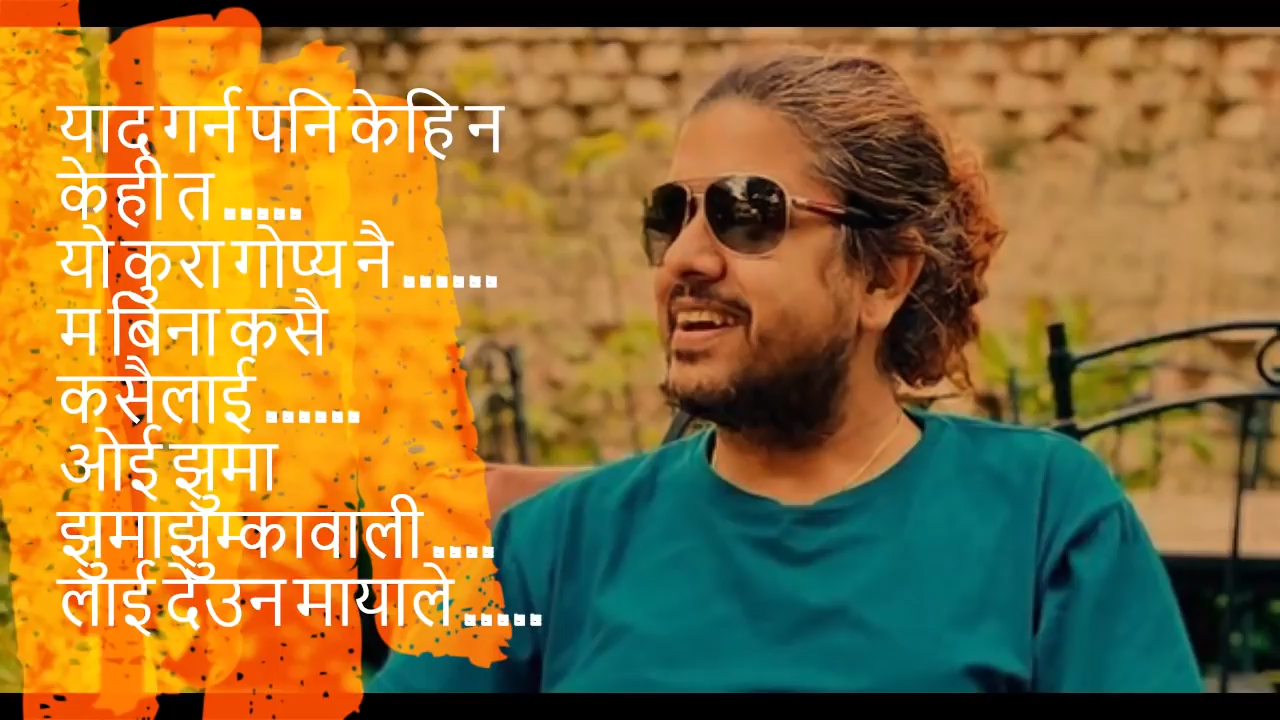 याद गर्न पनि केहि न
केही त .....
यो कुरा गोप्य नै ......
म बिना कसै
कसैलाई ......
ओई झुमा
झुमाझुम्कावाली ....
लाई देउन मायाले .....